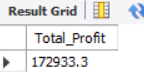 Result Grid
Total_Profit
172933.3